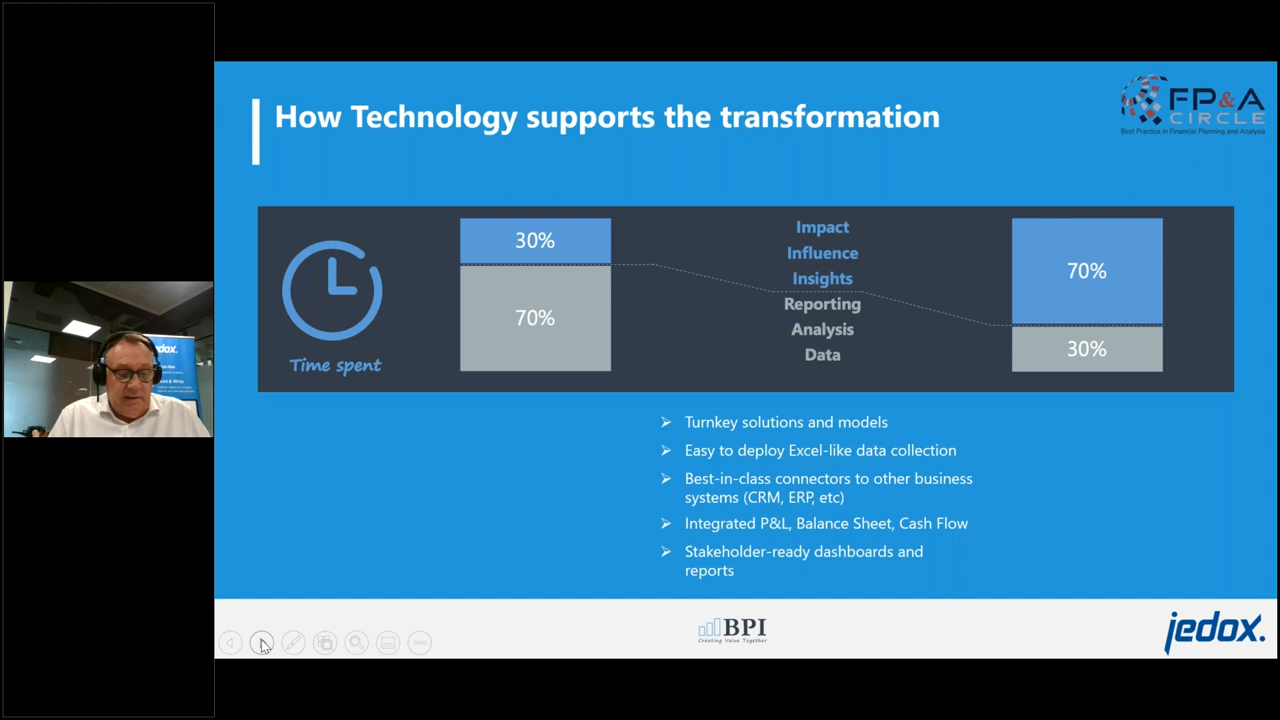 How Technology supports the transformation
FP&A
CIRCLE
Best Practice in Financial Planning and Analysis
30%
70%
Time spent
Impact
Influence
Insights
Reporting
Analysis
Data
70%
30%
Turnkey solutions and models
Easy to deploy Excel-like data collection
Best-in-class connectors to other business
systems (CRM, ERP, etc)
Integrated P&L, Balance Sheet, Cash Flow
Stakeholder-ready dashboards and
reports
BPI
Creating Value Together
jedox.